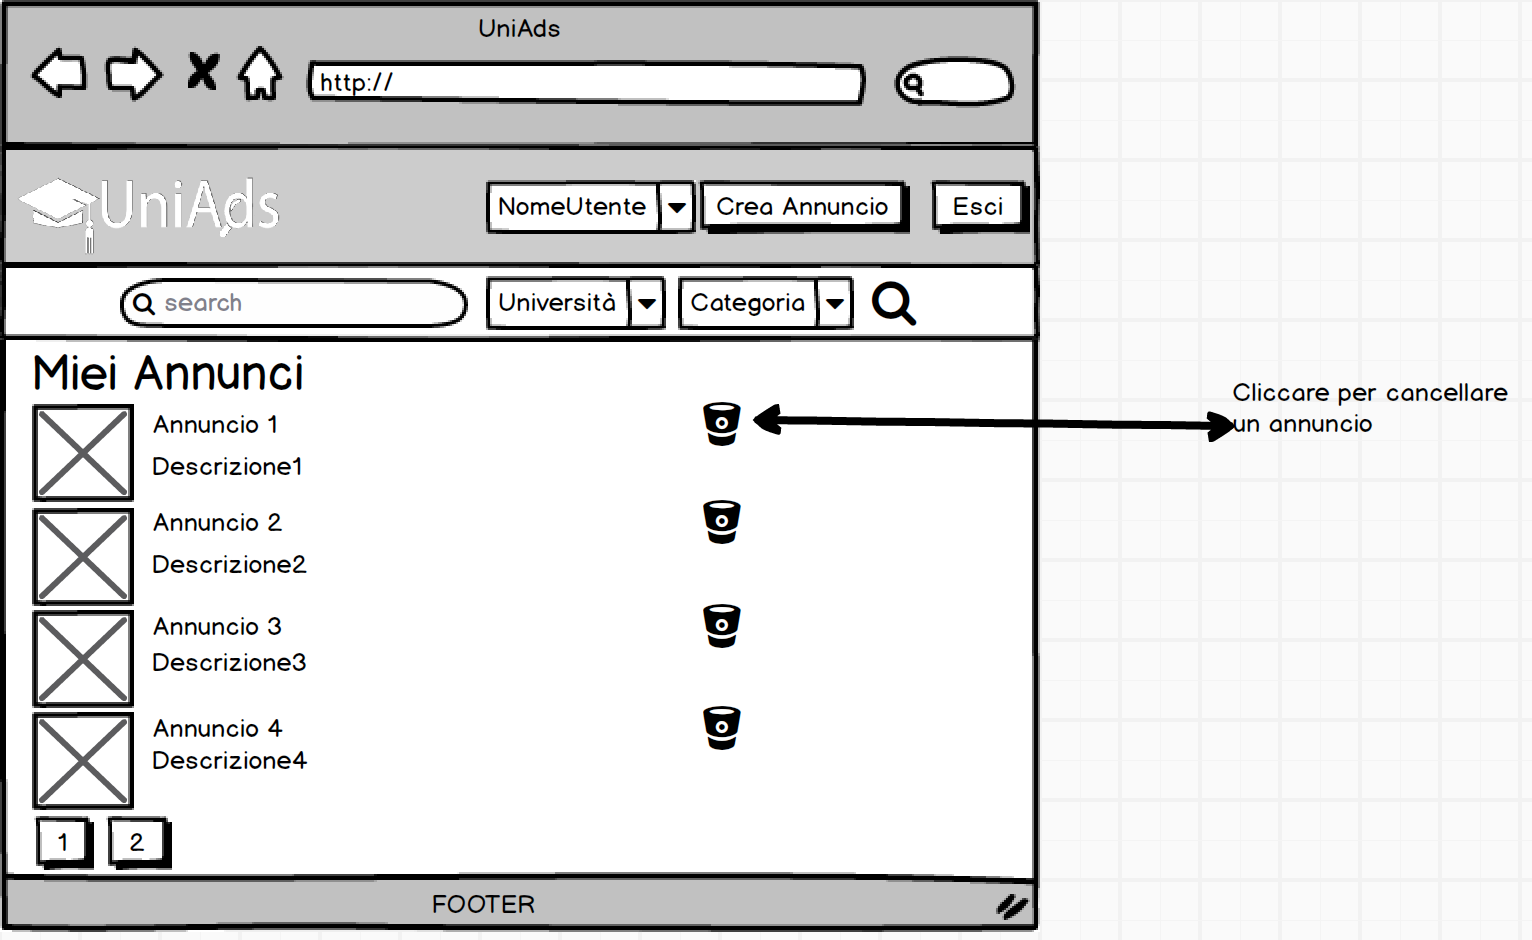 UniAds
http://
UniAds
NomeUtente
Crea Annuncio
Esci
search
Università
Categoria
Miei Annunci
Annuncio 1
Descrizione1
Cliccare per cancellare
un annuncio
Annuncio 2
Descrizione2
Annuncio 3
Descrizione3
Annuncio 4
Descrizione4
1
2
FOOTER